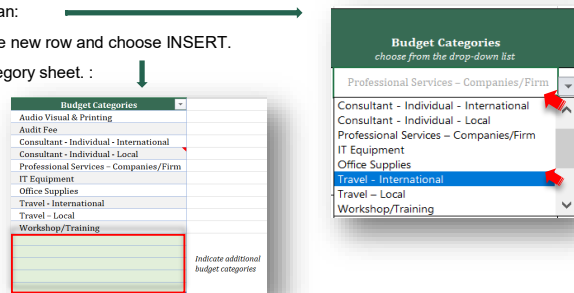 an:
e new row and choose INSERT.
egory sheet. :
Budget Categories
Audio Visual & Printing
Audit Fee
Consultant - Individual - International
Consultant - Individual - Local
Professional Services – Companies/Firm
IT Equipment
Office Supplies
Travel - International
Travel – Local
Workshop/Training
Indicate additional
budget categories
Budget Categories
choose from the drop-down list
Professional Services – Companies/Firm
Consultant - Individual - International
Consultant - Individual - Local
Professional Services – Companies/Firm
IT Equipment
Office Supplies
Travel - International
Travel – Local
Workshop/Training